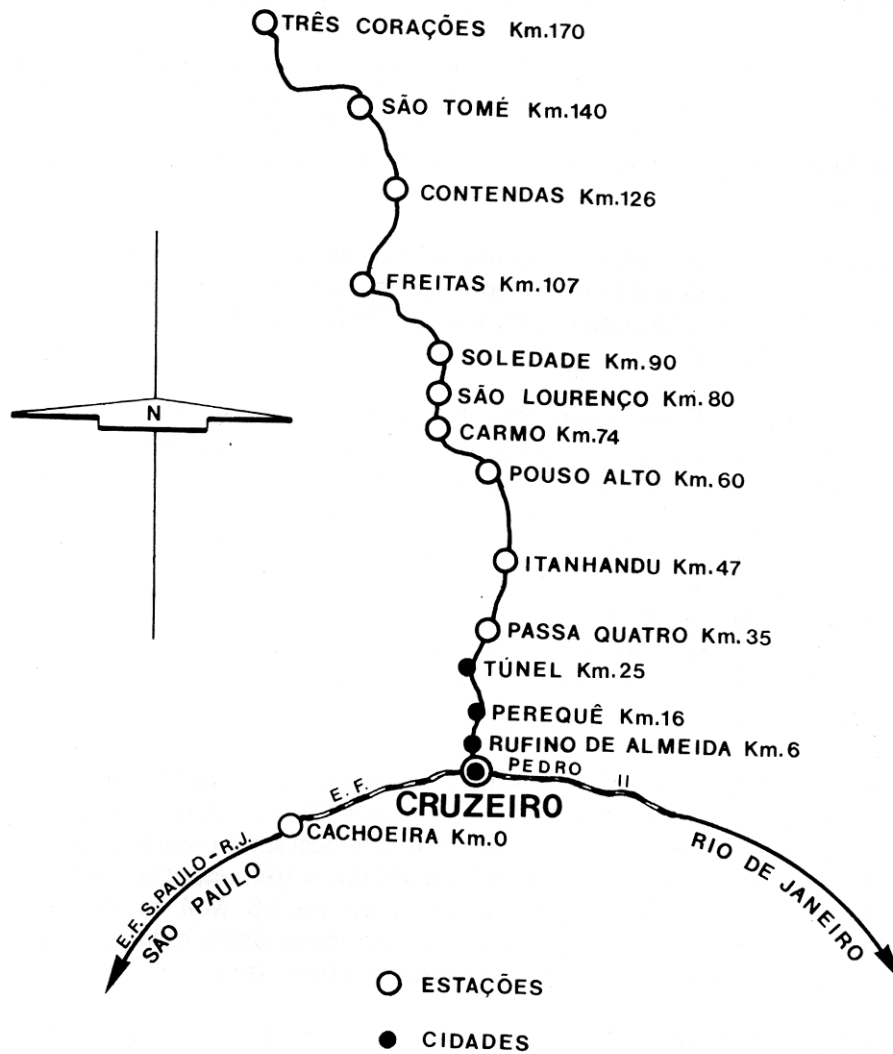 TRÊS CORAÇÕES Km.170
SÃO TOMÉ Km.140
CONTENDAS Km.126
FREITAS Km.107
N
SOLEDADE Km.90
SÃO LOURENÇO Km.80
CARMO Km.74
POUSO ALTO Km.60
ITANHANDU Km.47
PASSA QUATRO Km.35
TÚNEL Km.25
PEREQUÊ Km.16
RUFINO DE ALMEIDA Km.6
E. F. PEDRO II
CRUZEIRO
CACHOEIRA Km.0
E.F. S.PAULO-R.J.
SÃO PAULO
RIO DE JANEIRO
ESTAÇÕES
CIDADES